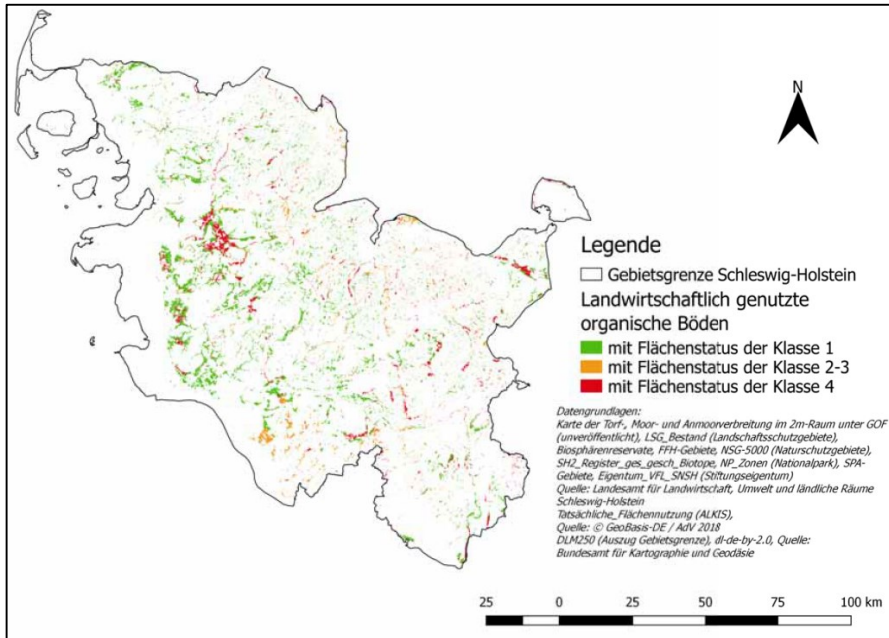 N
Legende
Gebietsgrenze Schleswig-Holstein
Landwirtschaftlich genutzte
organische Böden
mit Flächenstatus der Klasse 1
mit Flächenstatus der Klasse 2-3
mit Flächenstatus der Klasse 4
Datengrundlagen:
Karte der Torf-, Moor- und Anmoorverbreitung im 2m-Raum unter GOF
(unveröffentlicht), LSG_Bestand (Landschaftsschutzgebiete),
Biosphärenreservate, FFH-Gebiete, NSG-5000 (Naturschutzgebiete),
SH2_Register_ges_gesch_Biotope, NP_Zonen (Nationalpark), SPA-
Gebiete, Eigentum_VFL_SNSH (Stiftungseigentum)
Quelle: Landesamt für Landwirtschaft, Umwelt und ländliche Räume
Schleswig-Holstein
Tatsächliche_Flächennutzung (ALKIS),
Quelle: © GeoBasis-DE / AdV 2018
DLM250 (Auszug Gebietsgrenze), dl-de-by-2.0, Quelle:
Bundesamt für Kartographie und Geodäsie
25 0 25 50 75 100 km